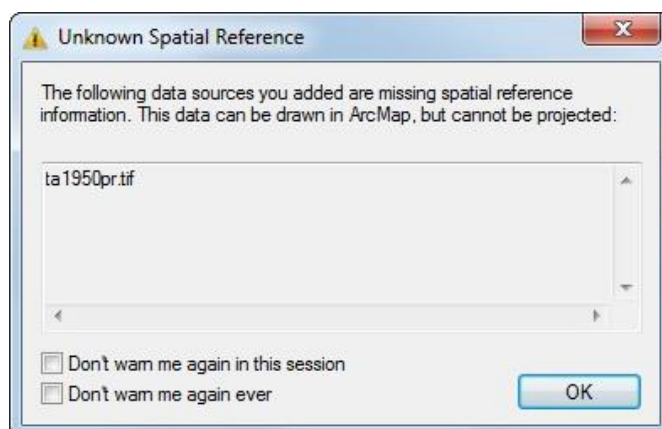 Unknown Spatial Reference
The following data sources you added are missing spatial reference
information. This data can be drawn in ArcMap, but cannot be projected:
ta1950pr.tif
Don't warn me again in this session
Don't warn me again ever
OK